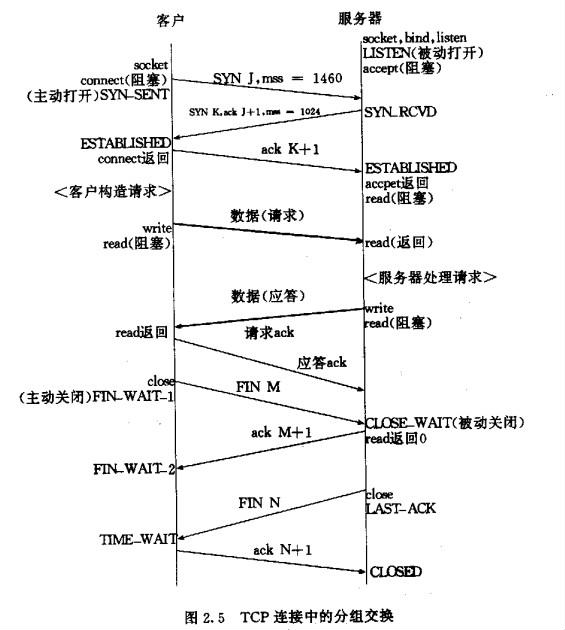 客户
服务器
socket, bind, listen
LISTEN(被动打开)
accept(阻塞)
socket
connect(阻塞)
(主动打开)SYN_SENT
SYN J, mss = 1460
SYN K, ack J+1, mss = 1024
SYN_RCVD
ESTABLISHED
connect返回
ack K+1
ESTABLISHED
accpet返回
read(阻塞)
<客户构造请求>
write
read(阻塞)
数据(请求)
read(返回)
<服务器处理请求>
数据(应答)
write
read(阻塞)
read返回
请求ack
应答ack
close
(主动关闭)FIN_WAIT_1
FIN M
CLOSE_WAIT(被动关闭)
read返回0
ack M+1
FIN_WAIT_2
close
LAST_ACK
FIN N
TIME_WAIT
ack N+1
CLOSED
图 2.5 TCP 连接中的分组交换